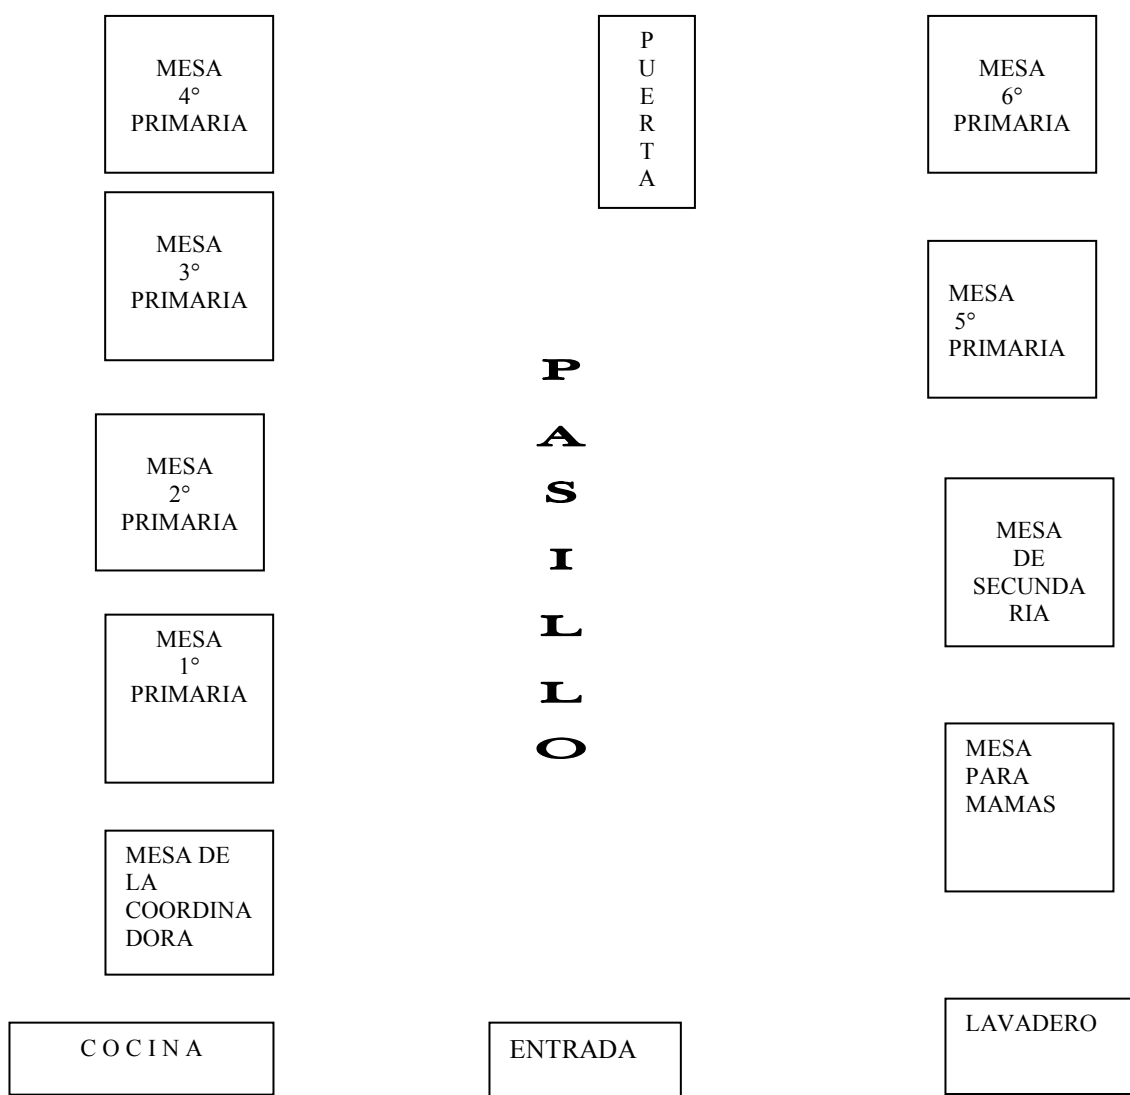 MESA
4°
PRIMARIA
P
U
E
R
T
A
MESA
6°
PRIMARIA
MESA
3°
PRIMARIA
MESA
5°
PRIMARIA
P
A
S
I
L
L
O
MESA
2°
PRIMARIA
MESA
DE
SECUNDA
RIA
MESA
1°
PRIMARIA
MESA
PARA
MAMAS
MESA DE
LA
COORDINA
DORA
C O C I N A
ENTRADA
LAVADERO